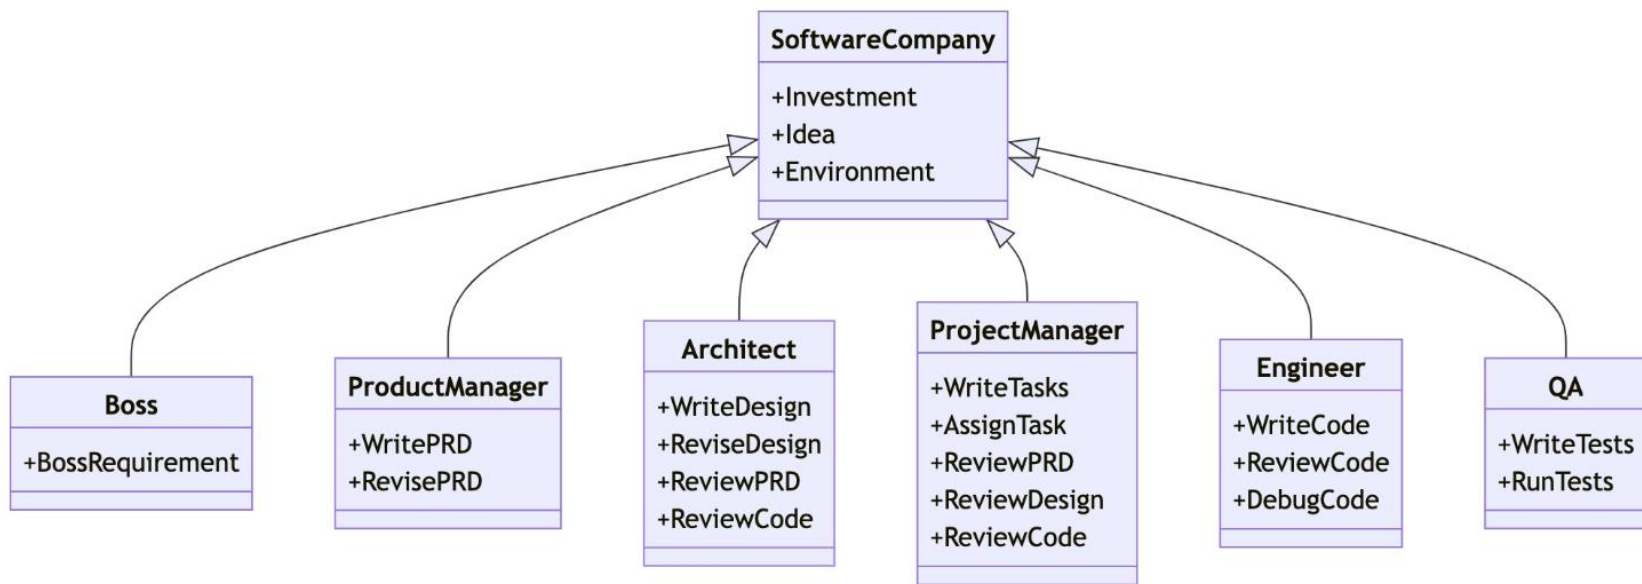 SoftwareCompany
+Investment
+Idea
+Environment
Boss
+BossRequirement
ProductManager
+WritePRD
+RevisePRD
Architect
+WriteDesign
+ReviseDesign
+ReviewPRD
+ReviewCode
ProjectManager
+WriteTasks
+AssignTask
+ReviewPRD
+ReviewDesign
+ReviewCode
Engineer
+WriteCode
+ReviewCode
+DebugCode
QA
+WriteTests
+RunTests